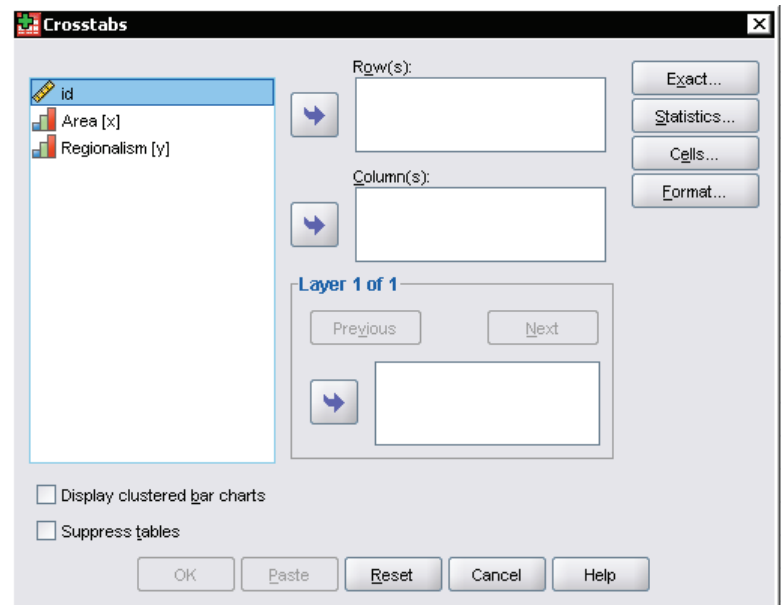 Crosstabs
id
Area [x]
Regionalism [y]
Row(s):
Column(s):
Layer 1 of 1
Previous Next
Exact...
Statistics...
Cells...
Format...
Display clustered bar charts
Suppress tables
OK Paste Reset Cancel Help